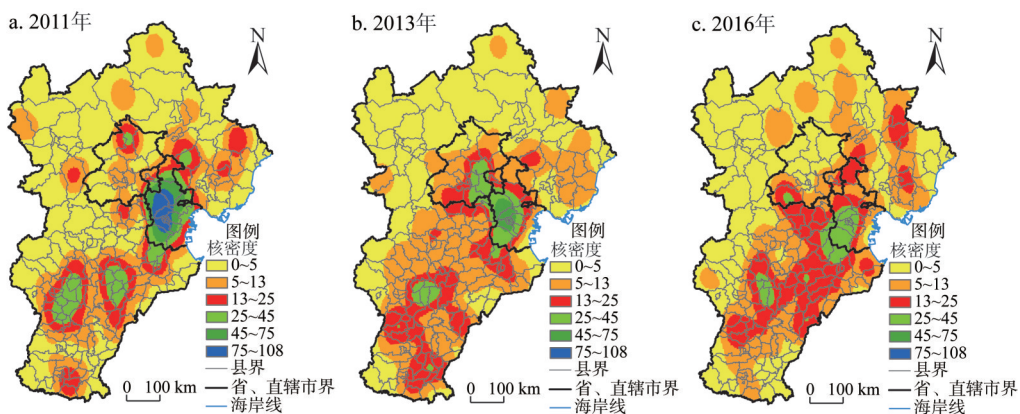 a. 2011年
N
图例
核密度
0~5
5~13
13~25
25~45
45~75
75~108
县界
省、直辖市界
海岸线
0 100 km
b. 2013年
N
图例
核密度
0~5
5~13
13~25
25~45
45~75
75~108
县界
省、直辖市界
海岸线
0 100 km
c. 2016年
N
图例
核密度
0~5
5~13
13~25
25~45
45~75
75~108
县界
省、直辖市界
海岸线
0 100 km